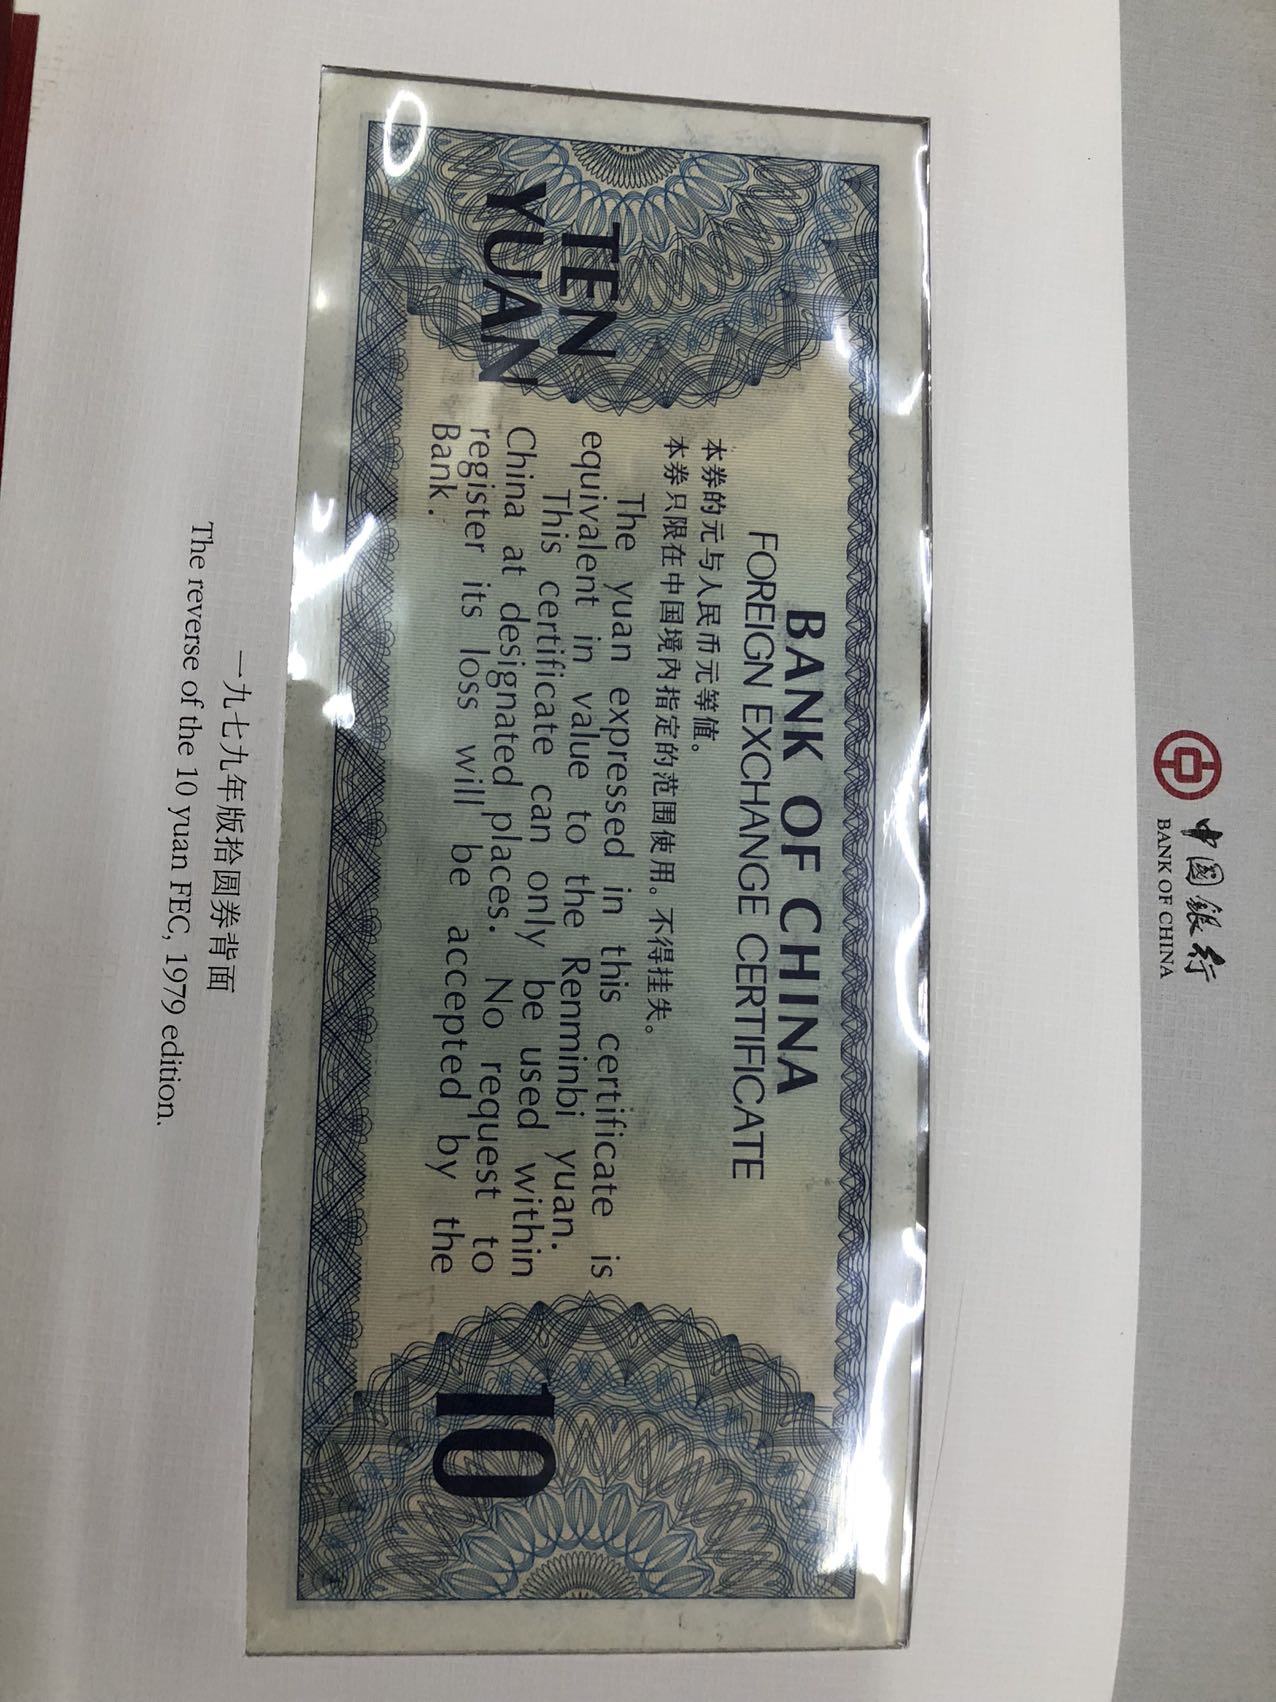 中國銀行
BANK OF CHINA
BANK OF CHINA
FOREIGN EXCHANGE CERTIFICATE
本券的元与人民币元等值。
本券只限在中国境内指定的范围使用。不得挂失。
The yuan expressed in this certificate is
equivalent in value to the Renminbi yuan.
This certificate can only be used within
China at designated places. No request to
register its loss will be accepted by the
Bank.
TEN
YUAN
10
一九七九年版拾圆券背面
The reverse of the 10 yuan FEC, 1979 edition.